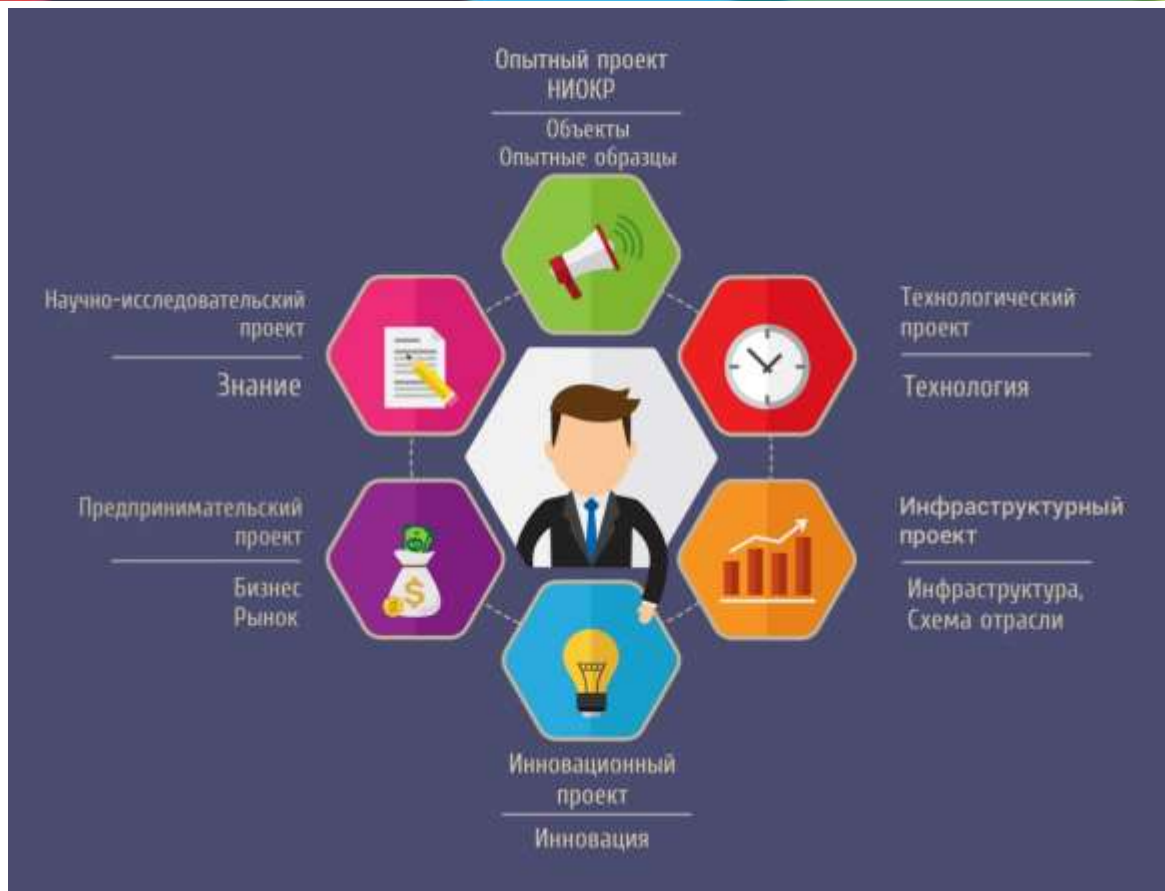 Опытный проект
НИОКР
Объекты
Опытные образцы
Научно-исследовательский
проект
Знание
Технологический
проект
Технология
Предпринимательский
проект
Бизнес
Рынок
Инфраструктурный
проект
Инфраструктура,
Схема отрасли
Инновационный
проект
Инновация